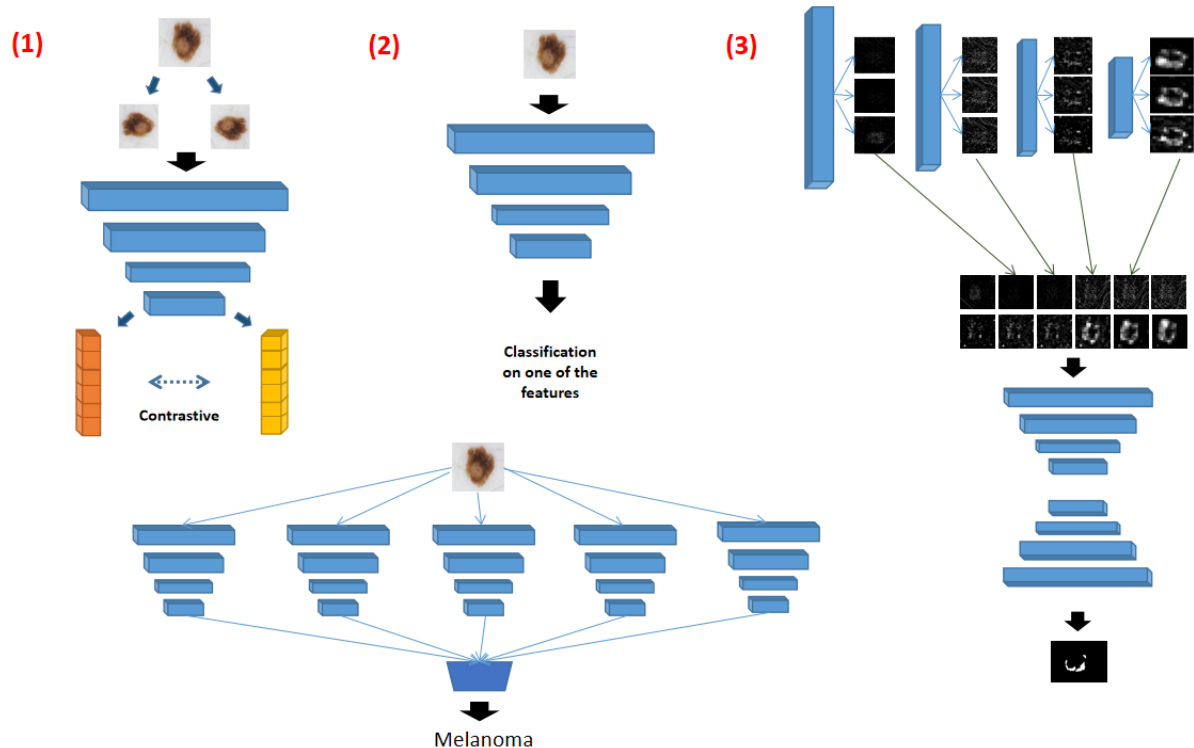 (1)
(2)
(3)
Contrastive
Classification
on one of the
features
Melanoma